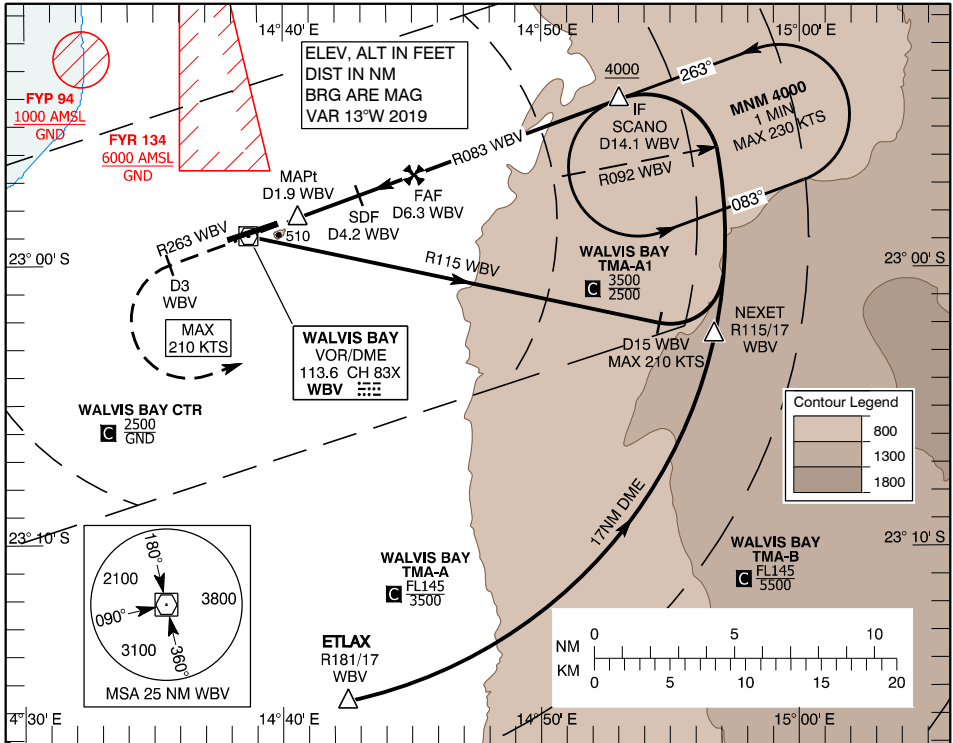 14°40' E
14°50' E
15°00' E
ELEV, ALT IN FEET
DIST IN NM
BRG ARE MAG
VAR 13°W 2019
FYP 94
1000 AMSL
GND
FYR 134
6000 AMSL
GND
4000
263°
MNM 4000
1 MIN
MAX 230 KTS
IF
SCANO
D14.1 WBV
R083 WBV
R092 WBV
083°
MAPt
D1.9 WBV
FAF
D6.3 WBV
SDF
D4.2 WBV
R263 WBV
510
23° 00' S
23° 00' S
D3
WBV
R115 WBV
WALVIS BAY
TMA-A1
C 3500
2500
MAX
210 KTS
WALVIS BAY
VOR/DME
113.6 CH 83X
WBV
D15 WBV
MAX 210 KTS
NEXET
R115/17
WBV
WALVIS BAY CTR
C 2500
GND
Contour Legend
800
1300
1800
17NM DME
23° 10' S
23° 10' S
180°
2100
3800
090°
3100
360°
MSA 25 NM WBV
WALVIS BAY
TMA-A
C FL145
3500
WALVIS BAY
TMA-B
C FL145
5500
ETLAX
R181/17
WBV
NM 0 5 10
KM 0 5 10 15 20
4°30' E
14°40' E
14°50' E
15°00' E